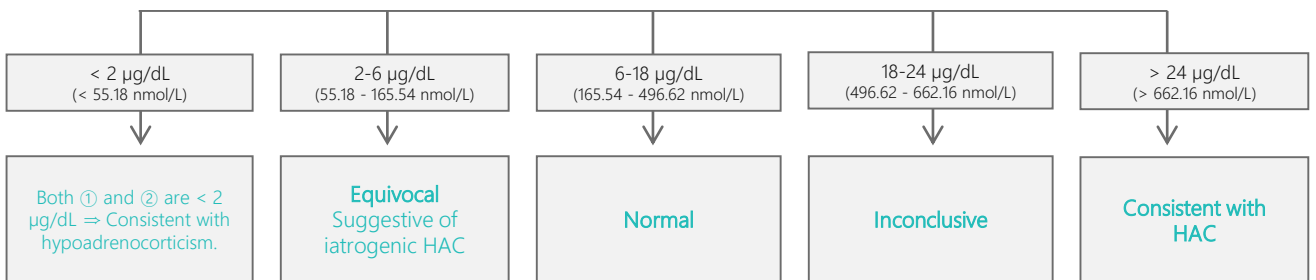 < 2 µg/dL
(< 55.18 nmol/L)
2-6 µg/dL
(55.18 - 165.54 nmol/L)
6-18 µg/dL
(165.54 - 496.62 nmol/L)
18-24 µg/dL
(496.62 - 662.16 nmol/L)
> 24 µg/dL
(> 662.16 nmol/L)
Both ① and ② are < 2
µg/dL ⇒ Consistent with
hypoadrenocorticism.
Equivocal
Suggestive of
iatrogenic HAC
Normal
Inconclusive
Consistent with
HAC